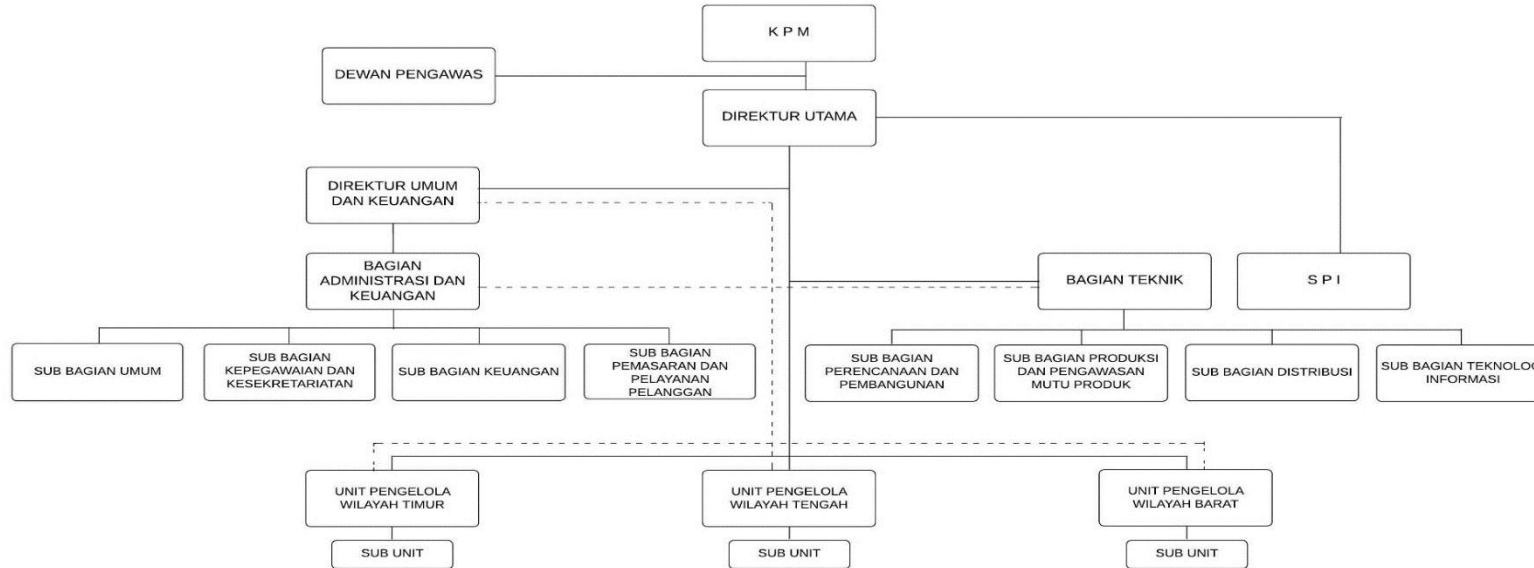 K P M
DEWAN PENGAWAS
DIREKTUR UTAMA
DIREKTUR UMUM
DAN KEUANGAN
BAGIAN
ADMINISTRASI DAN
KEUANGAN
BAGIAN TEKNIK
S P I
SUB BAGIAN UMUM
SUB BAGIAN
KEPEGAWAIAN DAN
KESEKRETARIATAN
SUB BAGIAN KEUANGAN
SUB BAGIAN
PEMASARAN DAN
PELAYANAN
PELANGGAN
SUB BAGIAN
PERENCANAAN DAN
PEMBANGUNAN
SUB BAGIAN PRODUKSI
DAN PENGAWASAN
MUTU PRODUK
SUB BAGIAN DISTRIBUSI
SUB BAGIAN TEKNOLOG
INFORMASI
UNIT PENGELOLA
WILAYAH TIMUR
UNIT PENGELOLA
WILAYAH TENGAH
UNIT PENGELOLA
WILAYAH BARAT
SUB UNIT
SUB UNIT
SUB UNIT